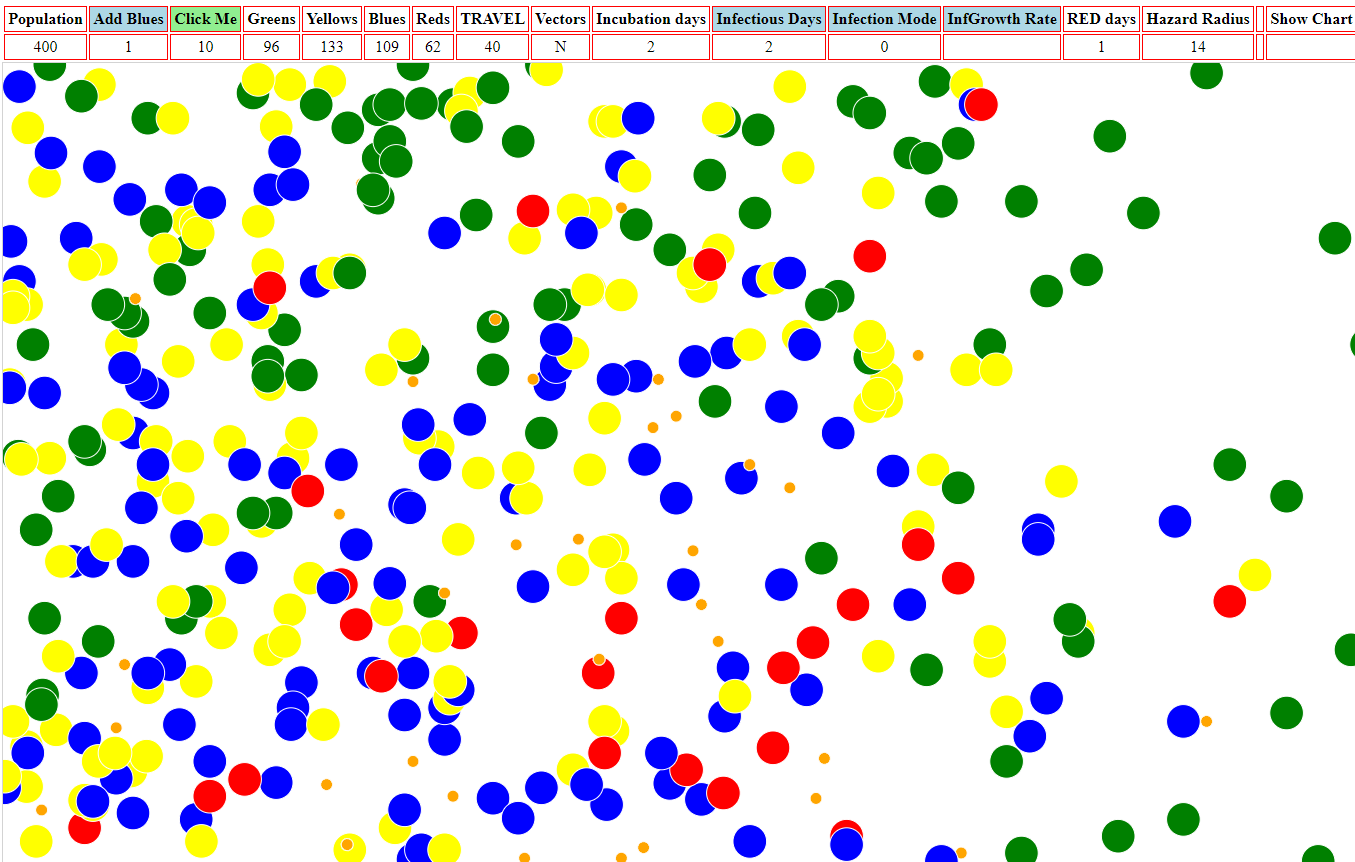 Population Add Blues Click Me Greens Yellows Blues Reds TRAVEL Vectors Incubation days Infectious Days Infection Mode InfGrowth Rate RED days Hazard Radius Show Chart
400 1 10 96 133 109 62 40 N 2 2 0 1 14